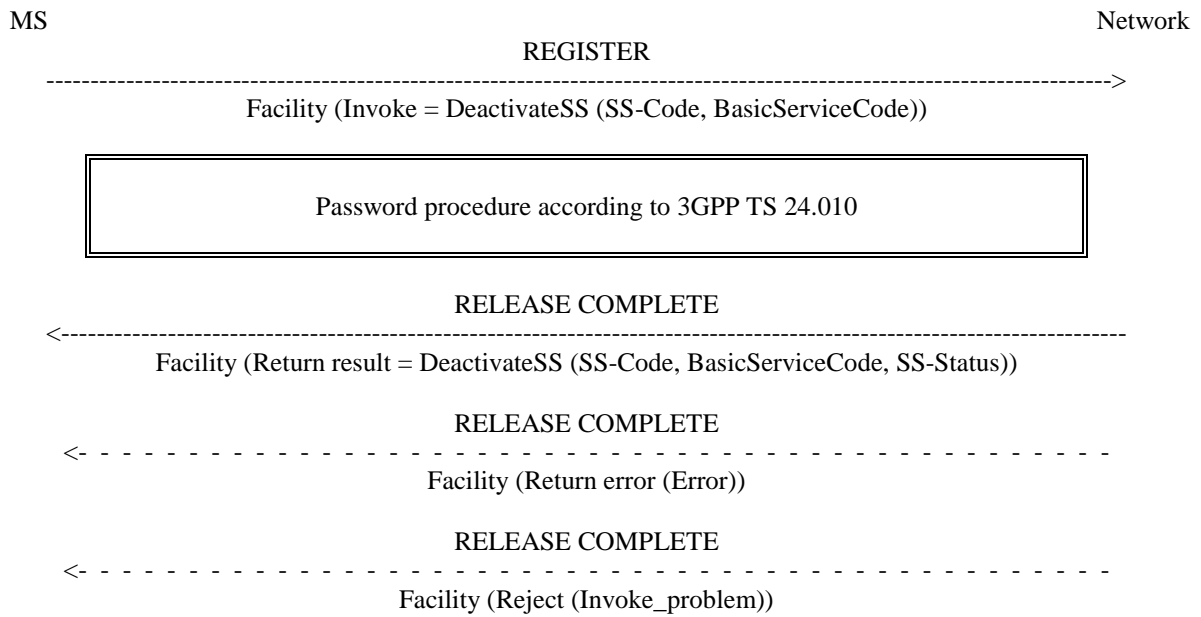 MS Network
REGISTER
Facility (Invoke = DeactivateSS (SS-Code, BasicServiceCode))
Password procedure according to 3GPP TS 24.010
RELEASE COMPLETE
Facility (Return result = DeactivateSS (SS-Code, BasicServiceCode, SS-Status))
RELEASE COMPLETE
Facility (Return error (Error))
RELEASE COMPLETE
Facility (Reject (Invoke_problem))